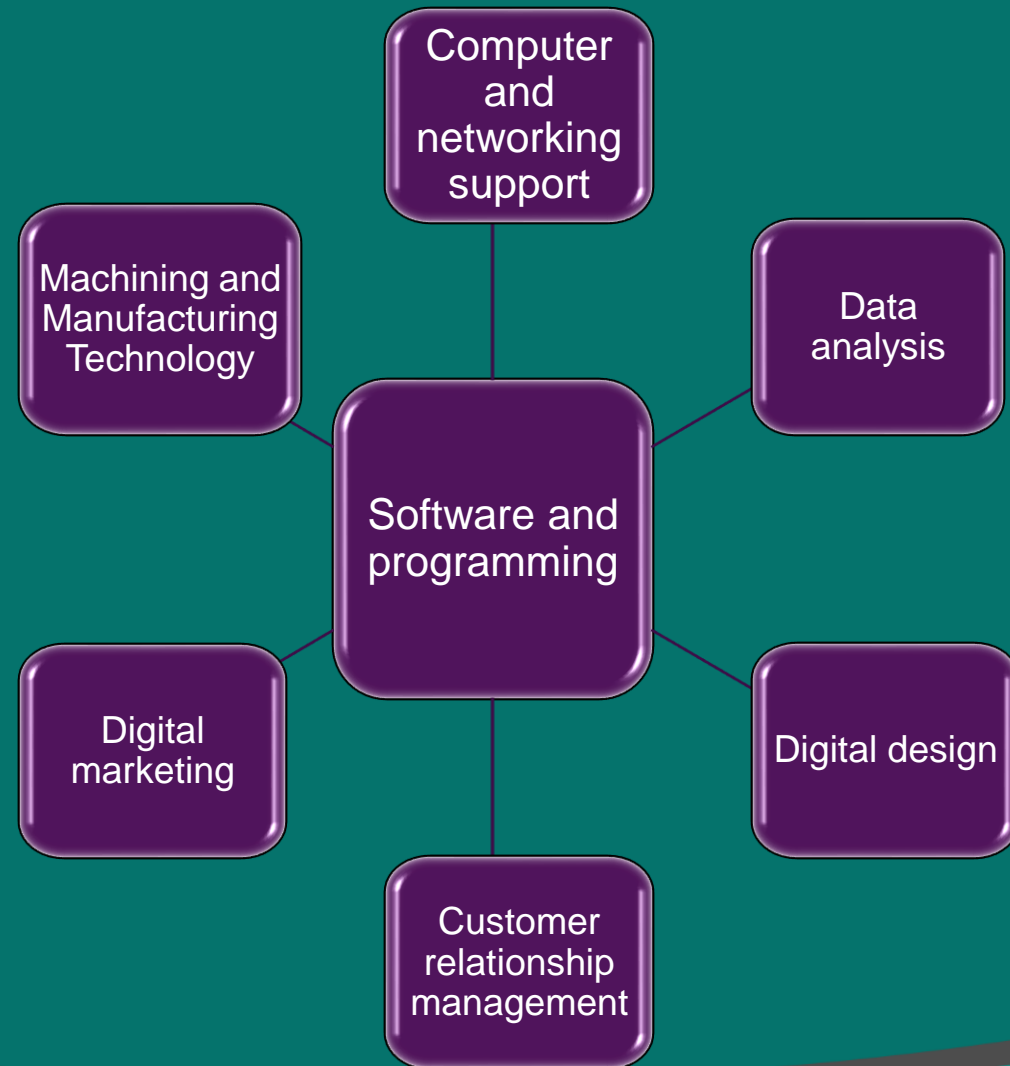 Computer
and
networking
support
Machining and
Manufacturing
Technology
Data
analysis
Software and
programming
Digital
marketing
Digital design
Customer
relationship
management